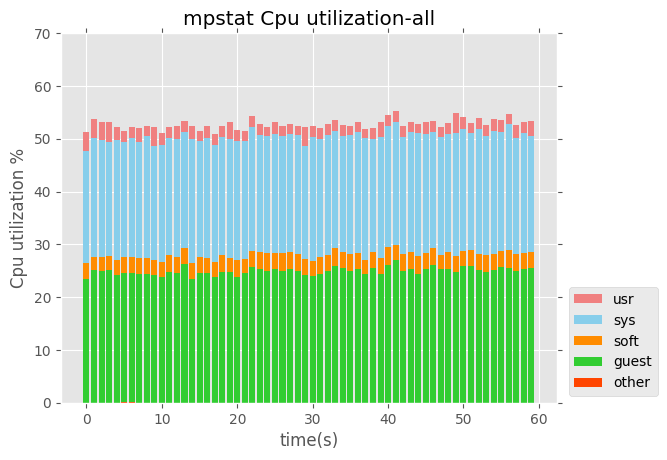 mpstat Cpu utilization-all
Cpu utilization %
70
60
50
40
30
20
10
0
0 10 20 30 40 50 60
time(s)
usr
sys
soft
guest
other